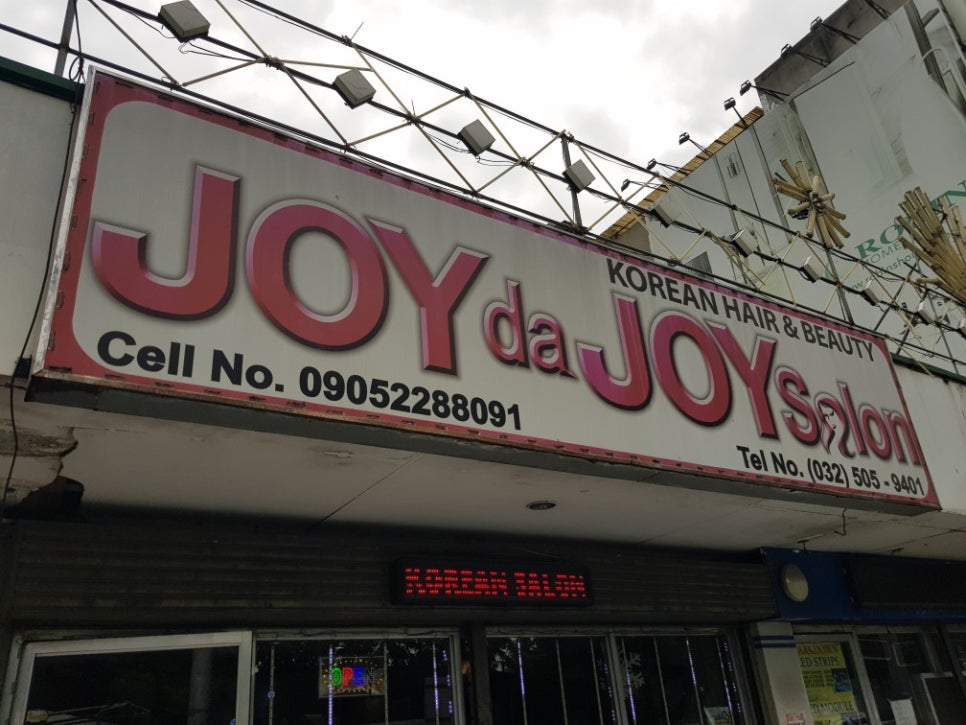 KOREAN HAIR & BEAUTY
JOY da JOY Salon
Cell No. 09052288091
Tel No. (032) 505 - 9401
KOREAN SALON
OPEN